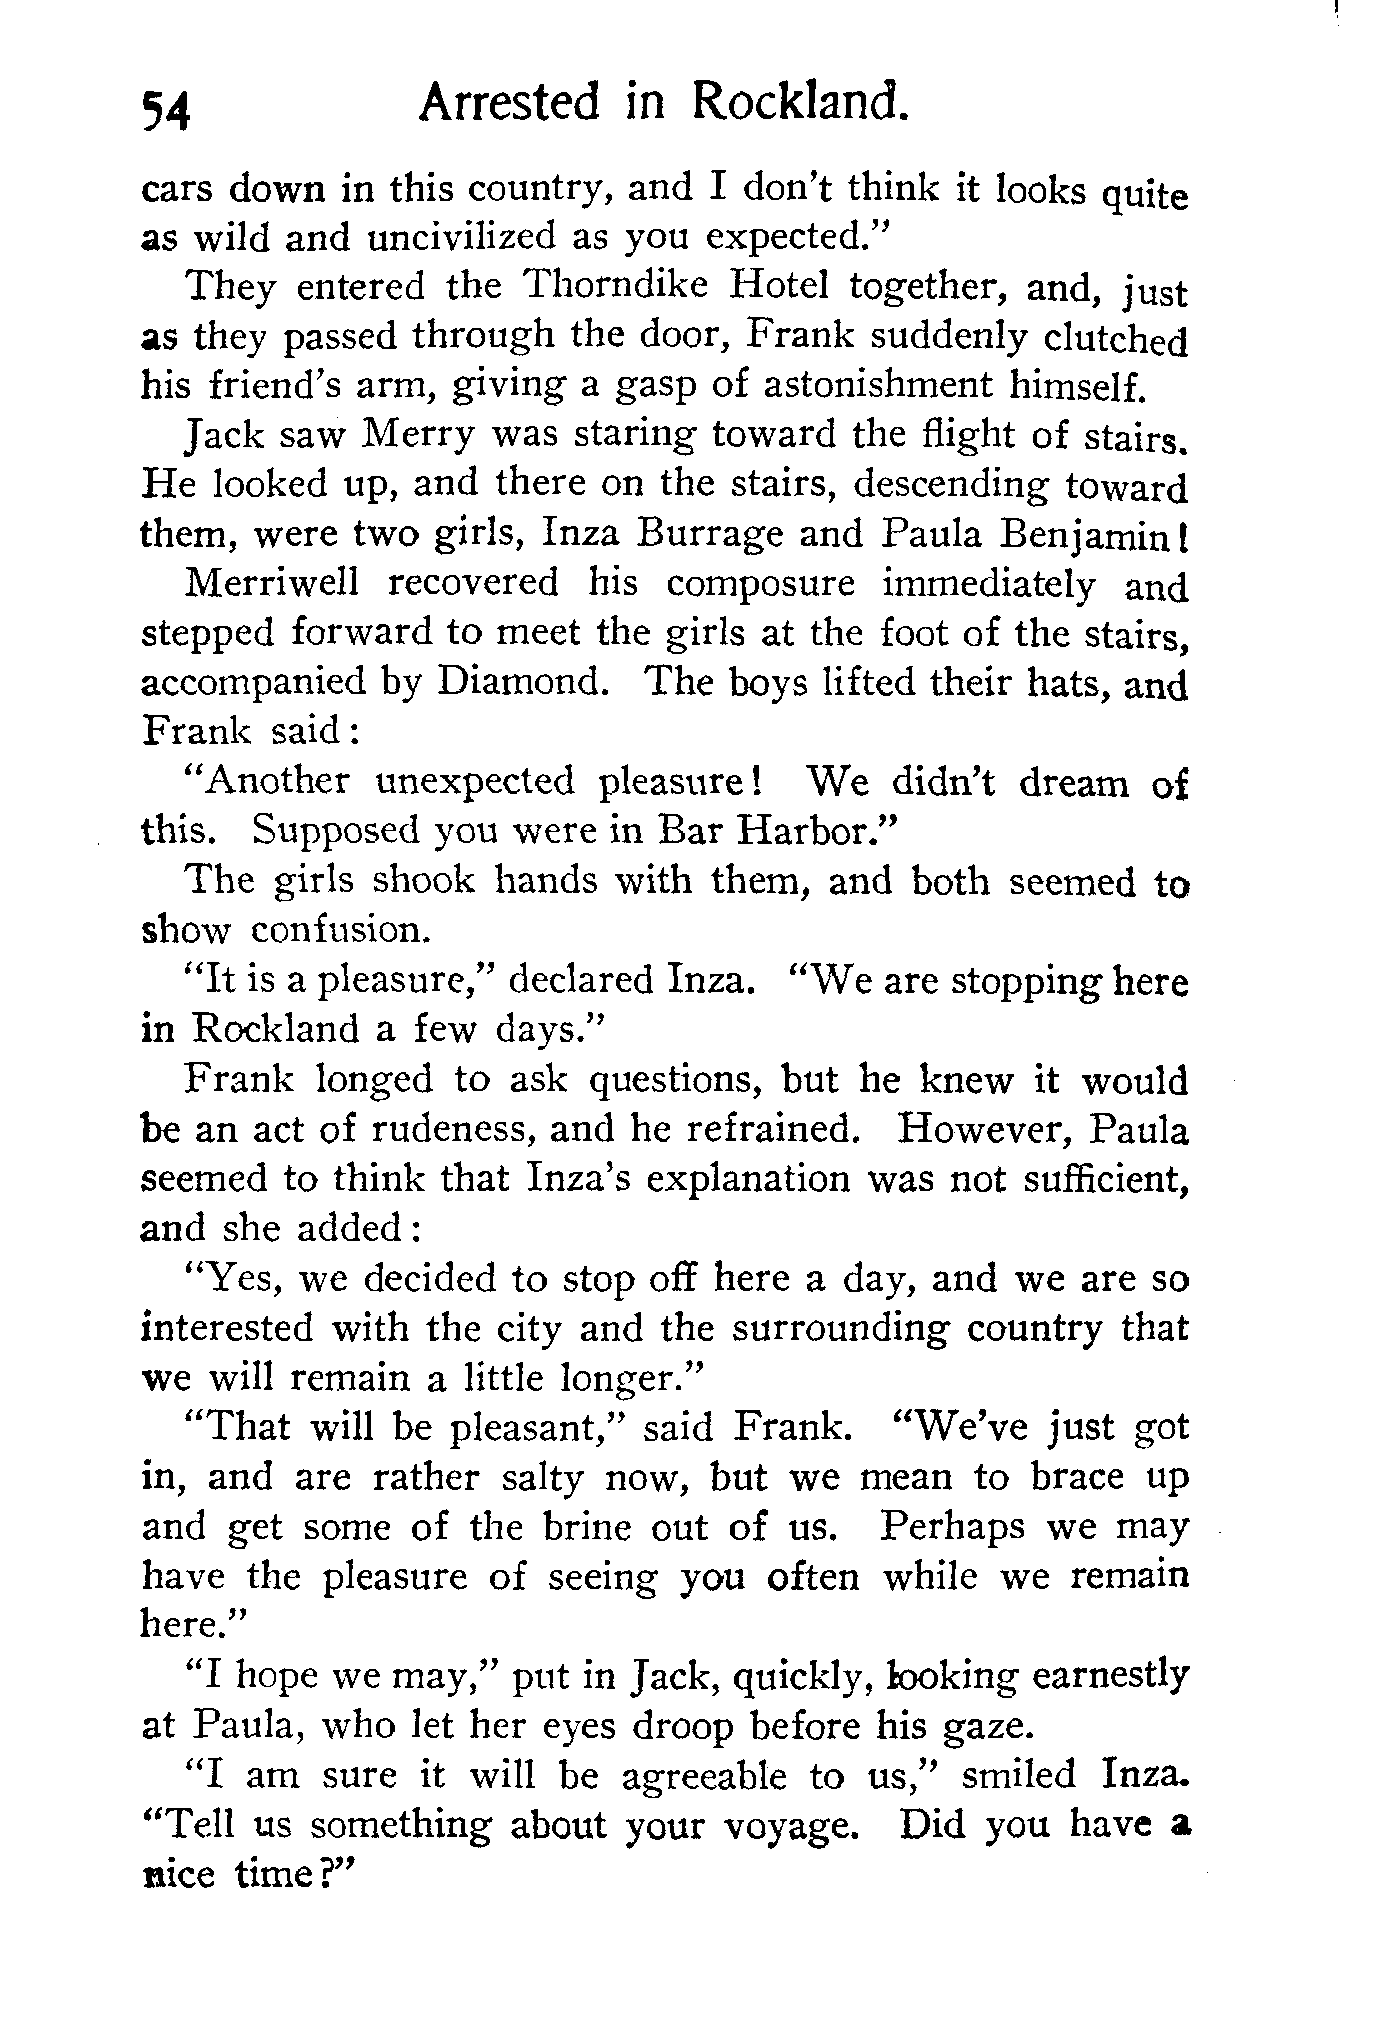 54 Arrested in Rockland.
cars down in this country, and I don't think it looks quite
as wild and uncivilized as you expected.”
They entered the Thorndike Hotel together, and, just
as they passed through the door, Frank suddenly clutched
his friend's arm, giving a gasp of astonishment himself.
Jack saw Merry was staring toward the flight of stairs.
He looked up, and there on the stairs, descending toward
them, were two girls, Inza Burrage and Paula Benjamin!
Merriwell recovered his composure immediately and
stepped forward to meet the girls at the foot of the stairs,
accompanied by Diamond. The boys lifted their hats, and
Frank said:
“Another unexpected pleasure! We didn't dream of
this. Supposed you were in Bar Harbor.”
The girls shook hands with them, and both seemed to
show confusion.
“It is a pleasure,” declared Inza. “We are stopping here
in Rockland a few days.”
Frank longed to ask questions, but he knew it would
be an act of rudeness, and he refrained. However, Paula
seemed to think that Inza's explanation was not sufficient,
and she added:
“Yes, we decided to stop off here a day, and we are so
interested with the city and the surrounding country that
we will remain a little longer.”
“That will be pleasant,” said Frank. “We've just got
in, and are rather salty now, but we mean to brace up
and get some of the brine out of us. Perhaps we may
have the pleasure of seeing you often while we remain
here.”
“I hope we may,” put in Jack, quickly, looking earnestly
at Paula, who let her eyes droop before his gaze.
“I am sure it will be agreeable to us,” smiled Inza.
“Tell us something about your voyage. Did you have a
nice time?”